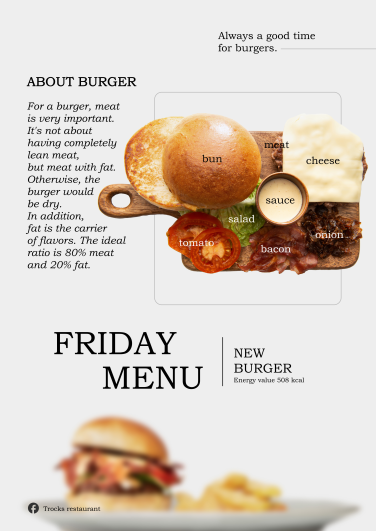 Always a good time
for burgers.
ABOUT BURGER
For a burger, meat
is very important.
It's not about
having completely
lean meat,
but meat with fat.
Otherwise, the
burger would
be dry.
In addition,
fat is the carrier
of flavors. The ideal
ratio is 80% meat
and 20% fat.
meat
bun
cheese
sauce
salad
onion
tomato
bacon
FRIDAY
MENU
NEW
BURGER
Energy value 508 kcal
Trocks restaurant